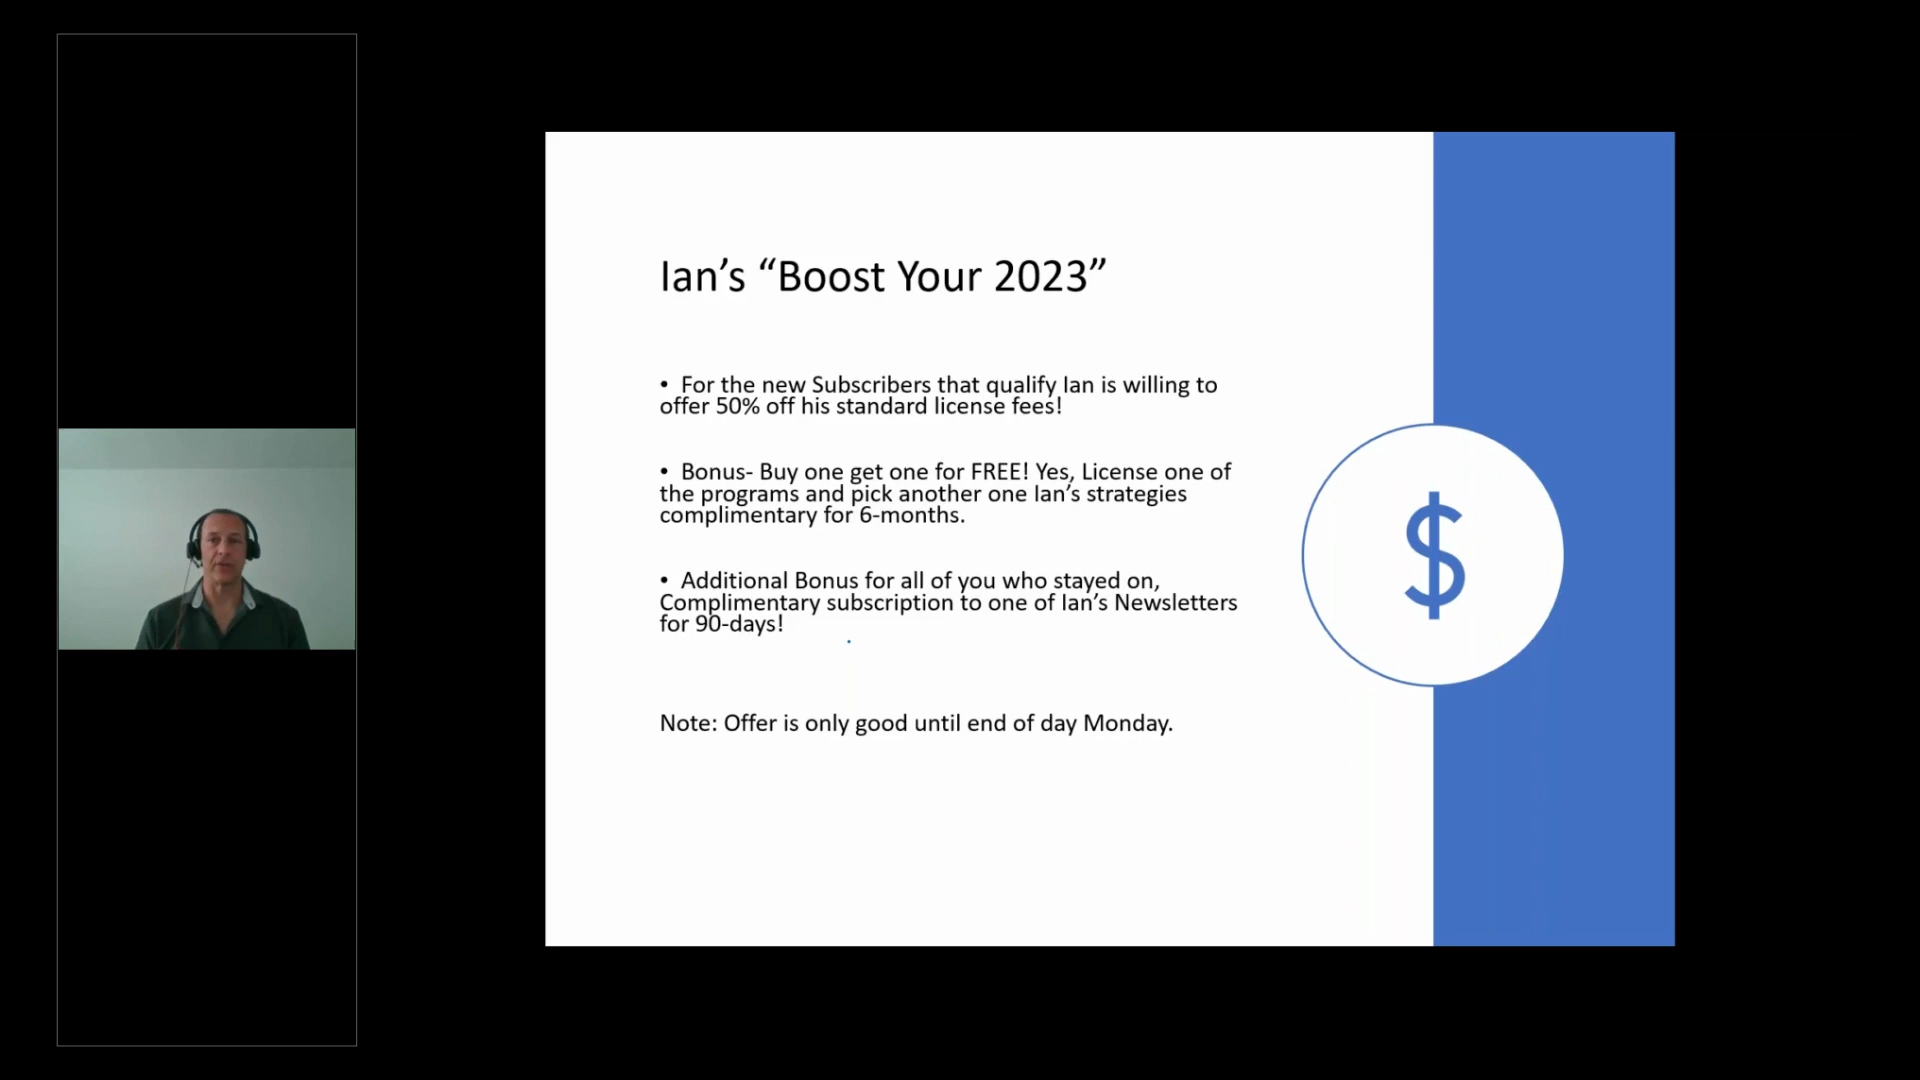 Ian’s “Boost Your 2023”
• For the new Subscribers that qualify Ian is willing to
offer 50% off his standard license fees!
• Bonus- Buy one get one for FREE! Yes, License one of
the programs and pick another one Ian’s strategies
complimentary for 6-months.
• Additional Bonus for all of you who stayed on,
Complimentary subscription to one of Ian’s Newsletters
for 90-days!
Note: Offer is only good until end of day Monday.
$